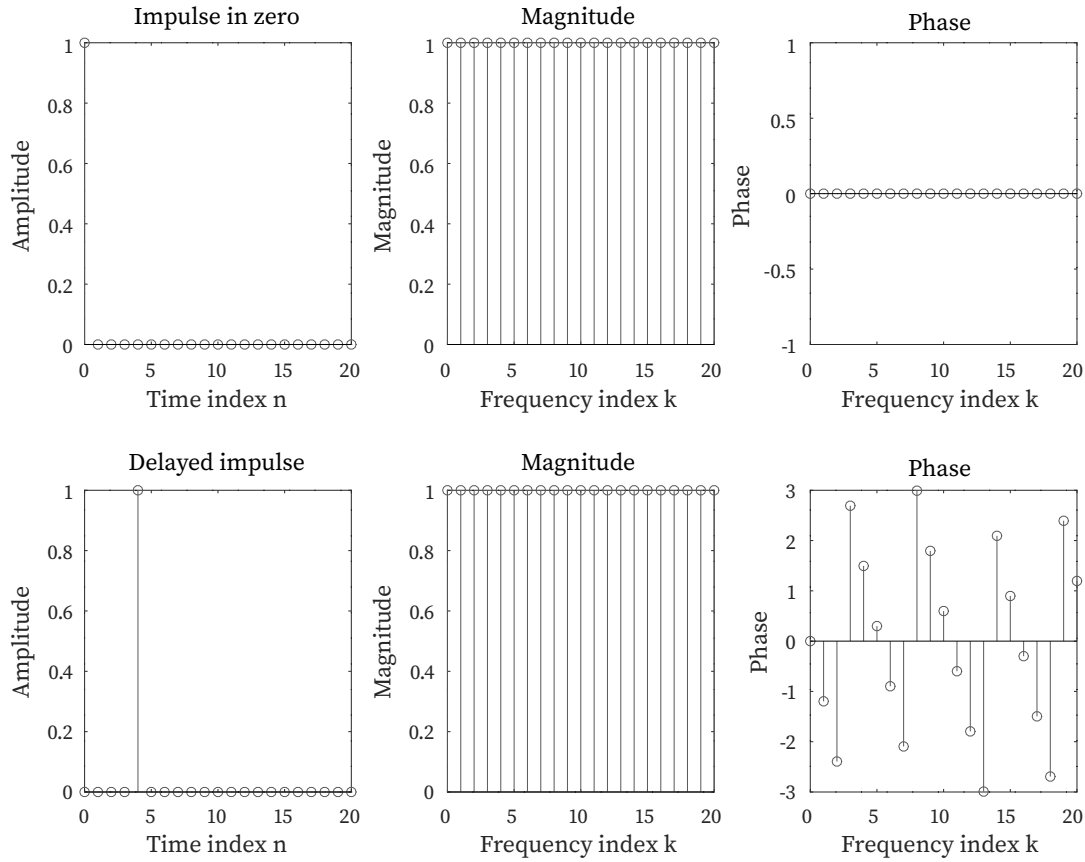 Impulse in zero
Amplitude
1
0.8
0.6
0.4
0.2
0
0 5 10 15 20
Time index n
Magnitude
Magnitude
1
0.8
0.6
0.4
0.2
0
0 5 10 15 20
Frequency index k
Phase
Phase
1
0.5
0
-0.5
-1
0 5 10 15 20
Frequency index k
Delayed impulse
Amplitude
1
0.8
0.6
0.4
0.2
0
0 5 10 15 20
Time index n
Magnitude
Magnitude
1
0.8
0.6
0.4
0.2
0
0 5 10 15 20
Frequency index k
Phase
Phase
3
2
1
0
-1
-2
-3
0 5 10 15 20
Frequency index k